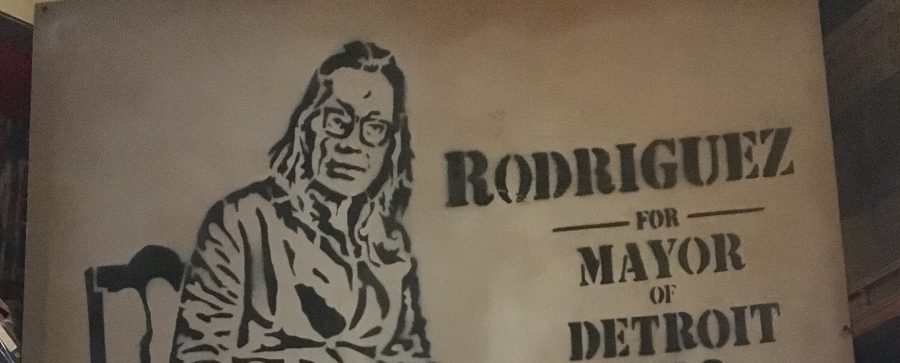 RODRIGUEZ
FOR
MAYOR
OF
DETROIT